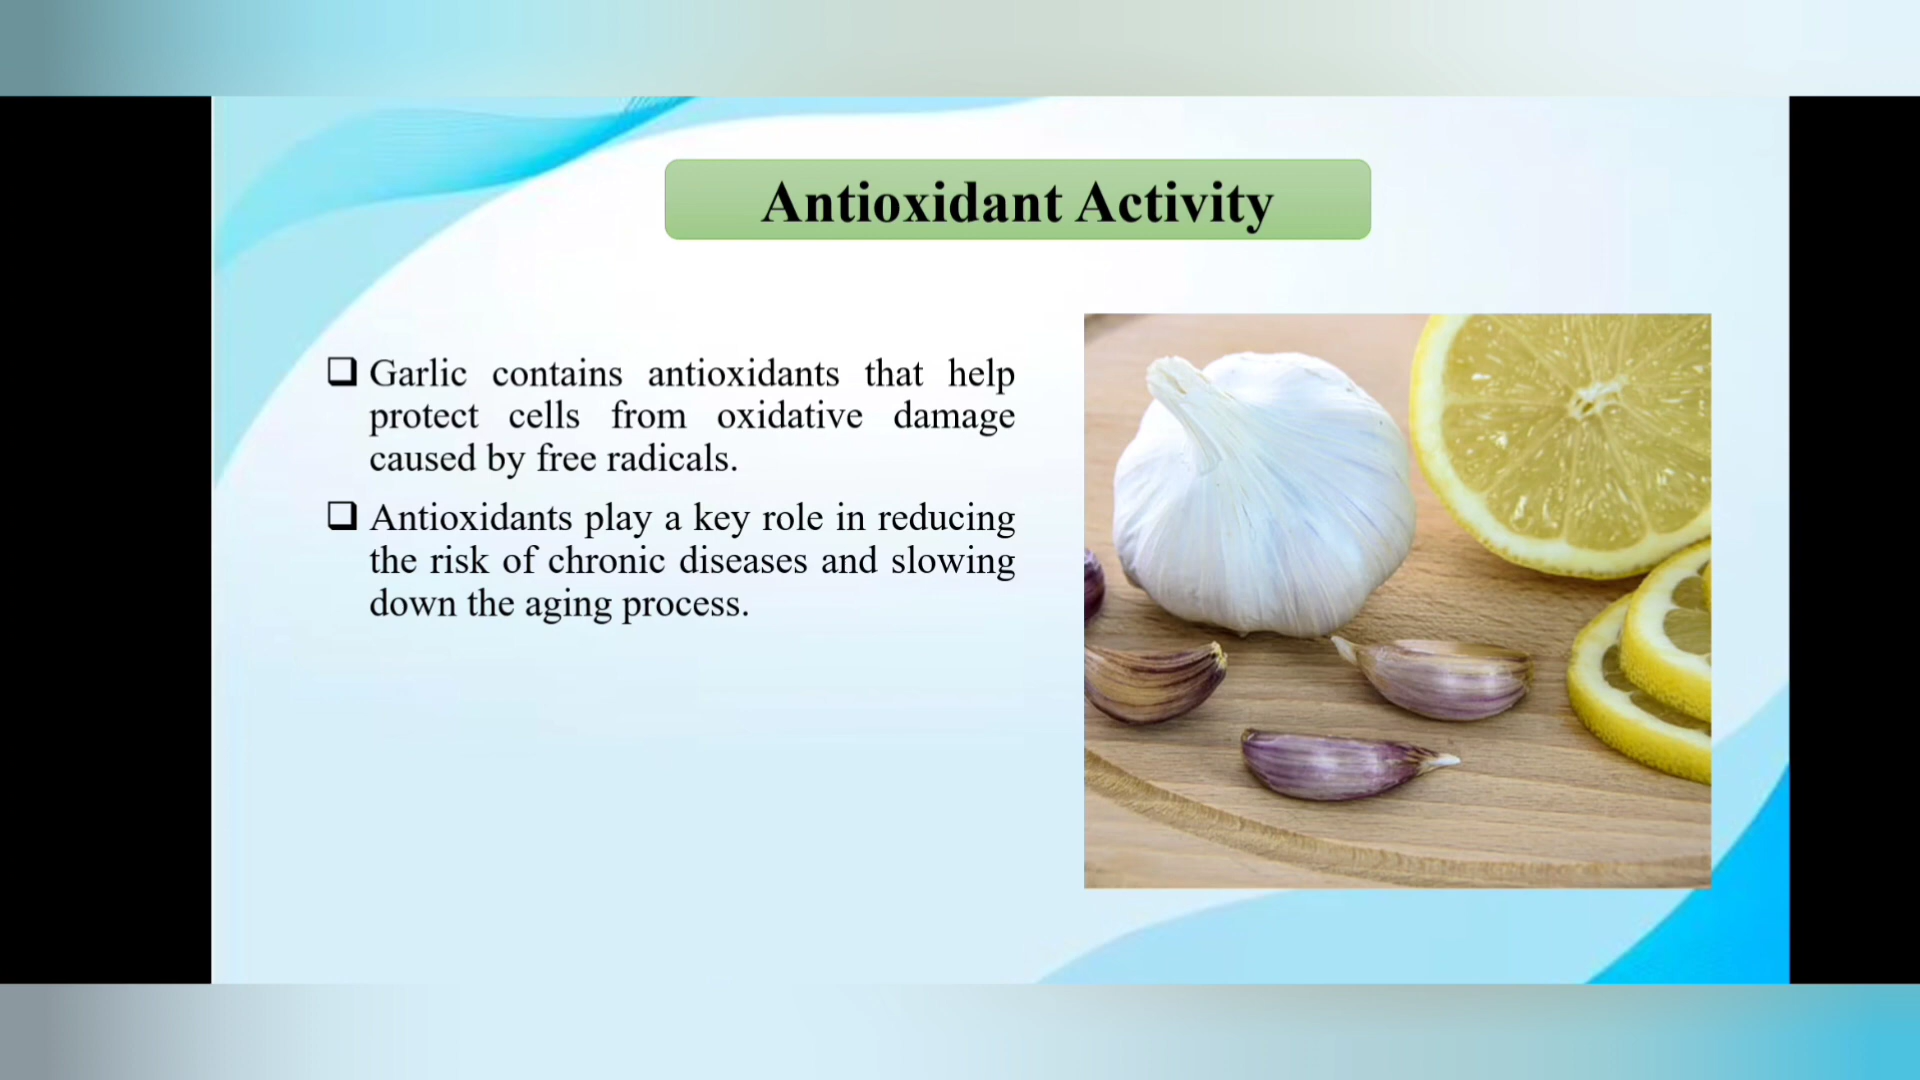 Antioxidant Activity
❑ Garlic contains antioxidants that help
protect cells from oxidative damage
caused by free radicals.
❑ Antioxidants play a key role in reducing
the risk of chronic diseases and slowing
down the aging process.